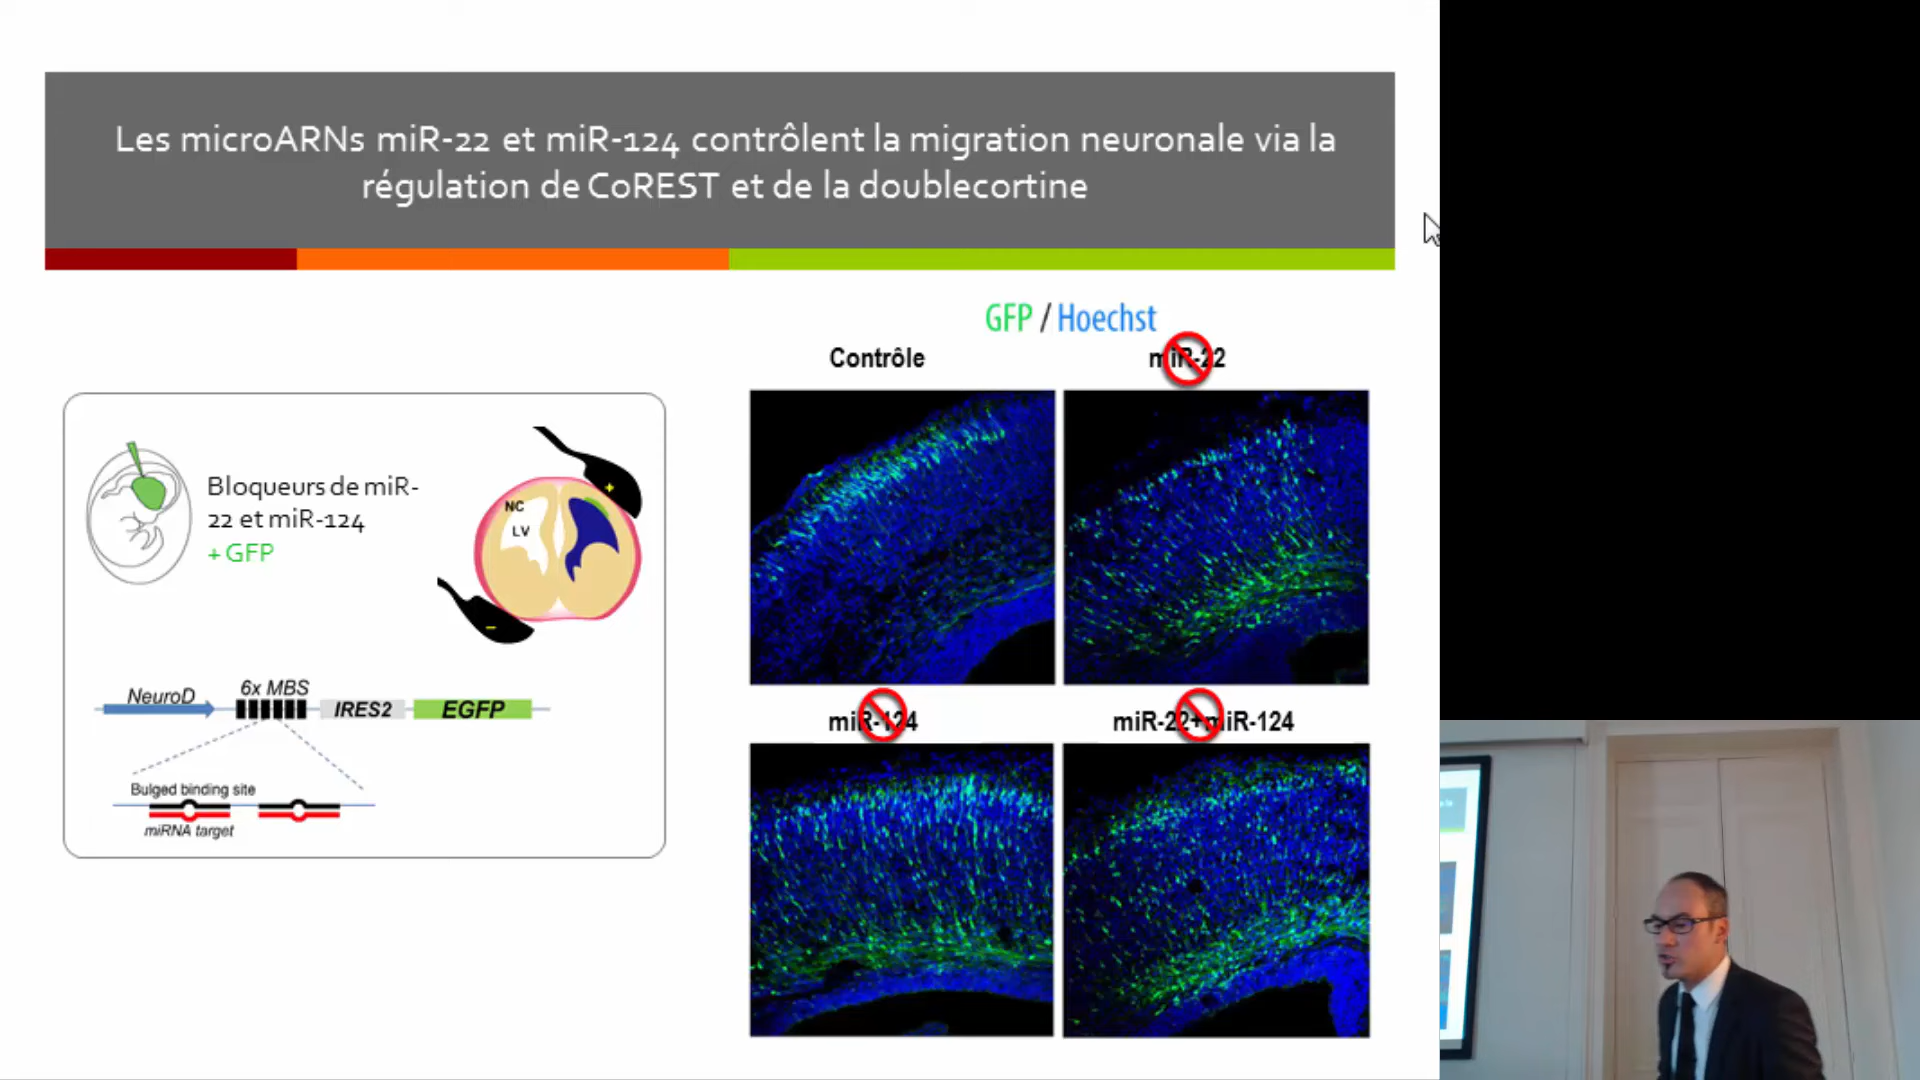 Les microARNs miR-22 et miR-124 contrôlent la migration neuronale via la
régulation de CoREST et de la doublecortine
GFP / Hoechst
Contrôle
miR-22
Bloqueurs de miR-
22 et miR-124
+ GFP
+
NC
LV
–
NeuroD
6x MBS
IRES2
EGFP
Bulged binding site
miRNA target
miR-124
miR-22+miR-124